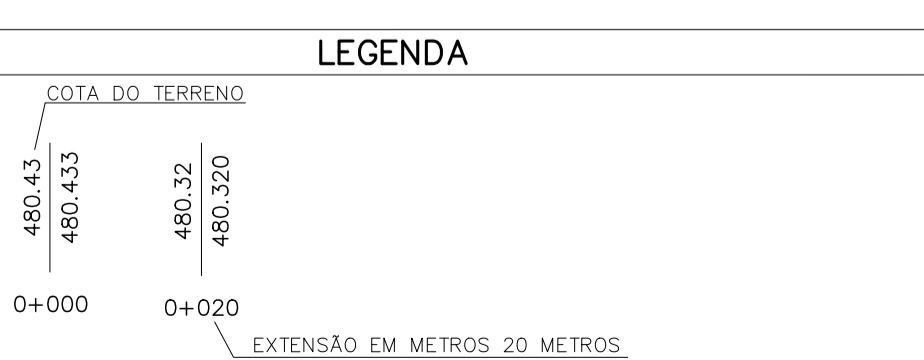 LEGENDA
COTA DO TERRENO
480.43
480.433
480.32
480.320
0+000
0+020
EXTENSÃO EM METROS 20 METROS